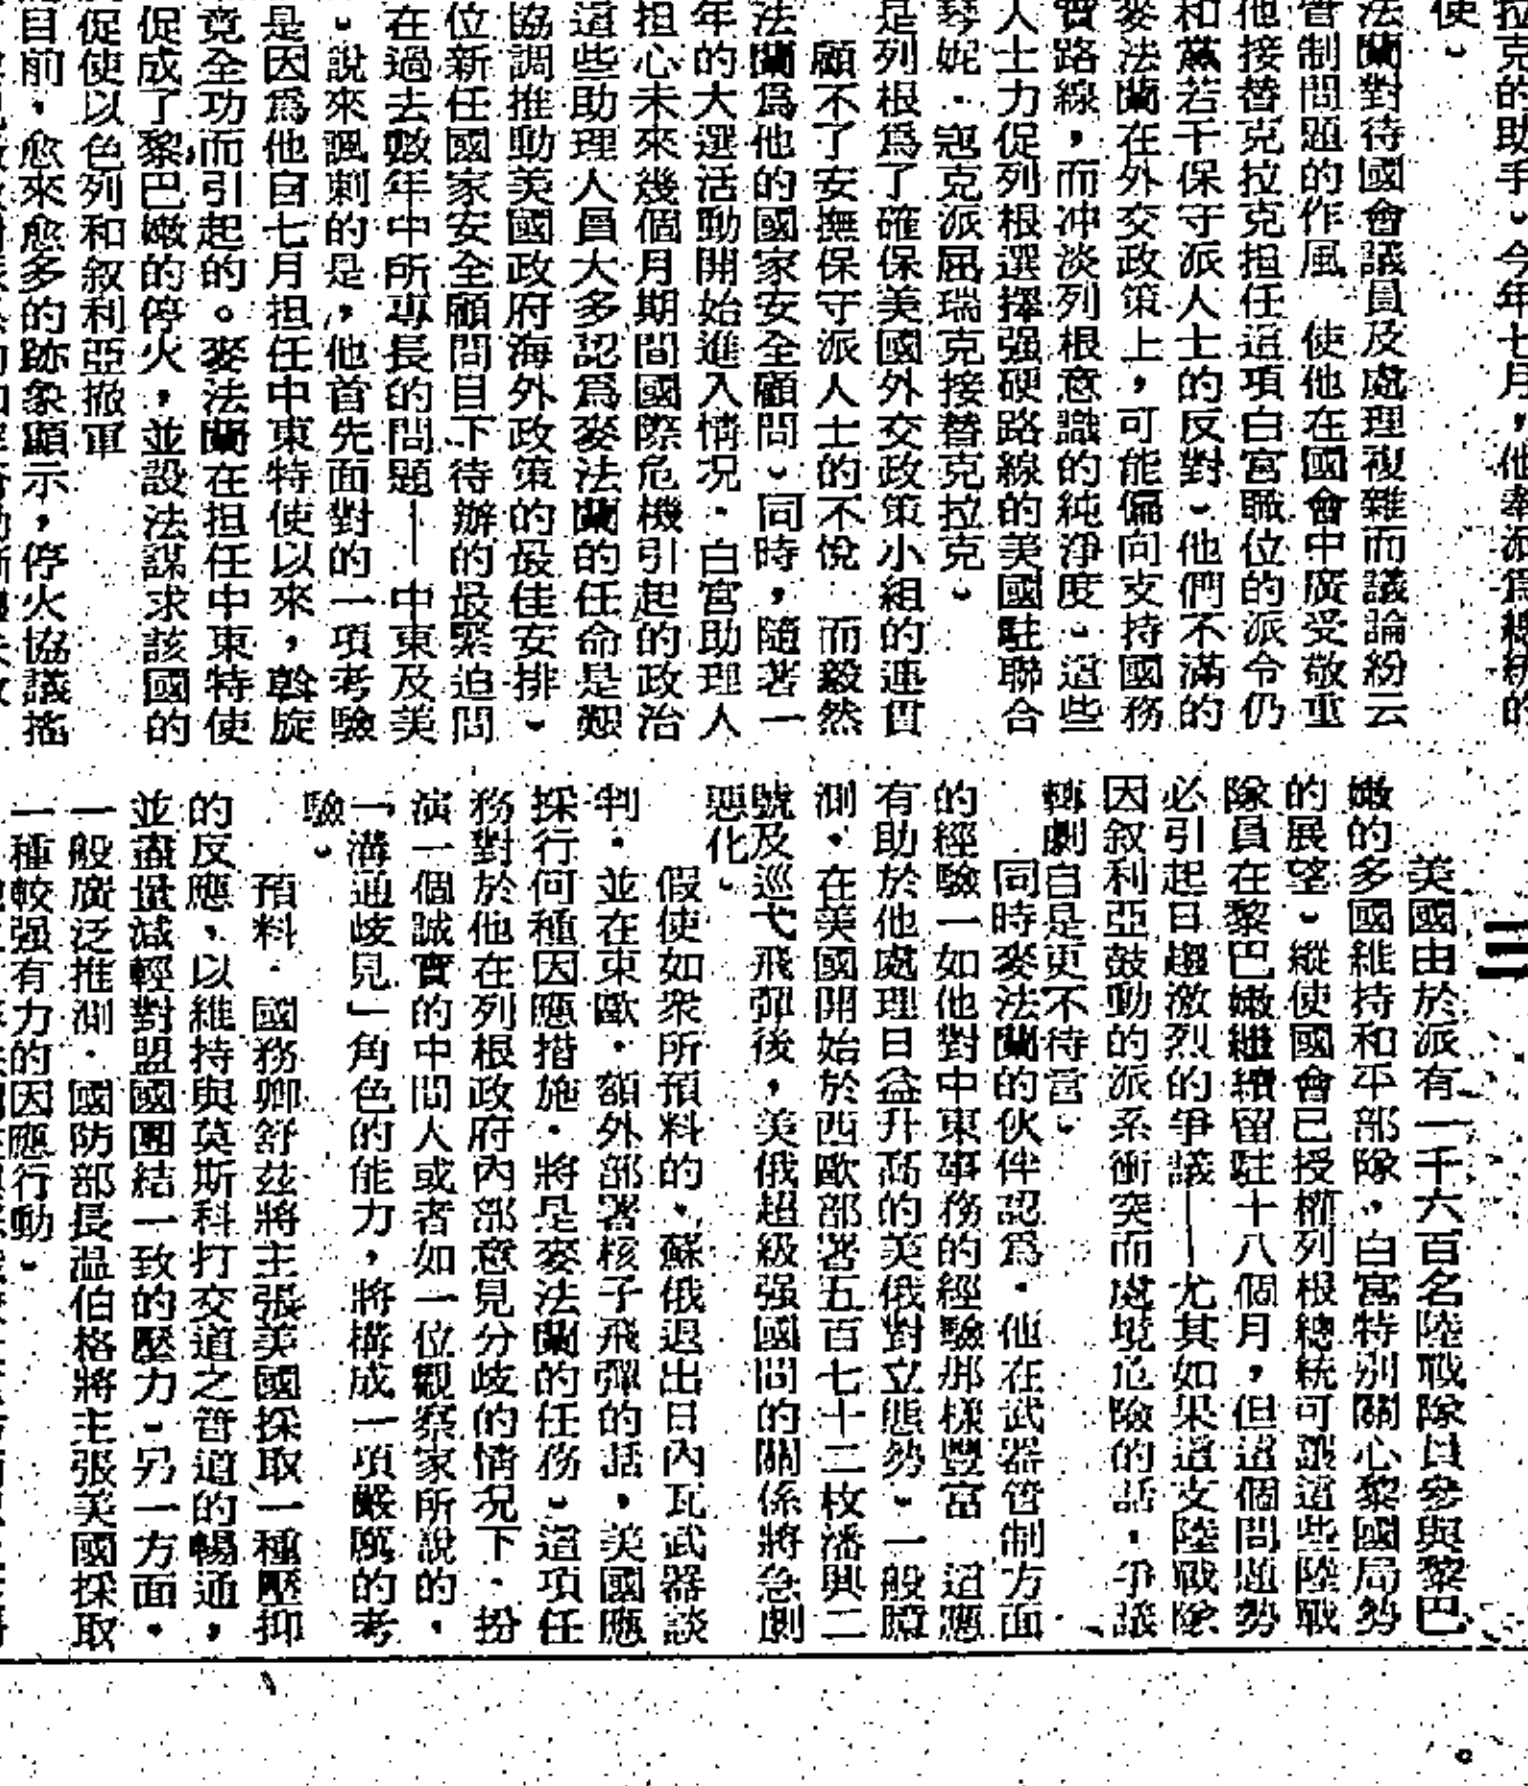 拉克的助手。今年七月，他奉派爲總統的
使。
法蘭對待國會議員及處理複雜而議論紛云
管制問題的作風　使他在國會中廣受敬重
他接替克拉克担任這項白宮職位的派令仍
和黨若干保守派人士的反對。他們不滿的
麥法蘭在外交政策上，可能偏向支持國務
實路線，而冲淡列根意識的純淨度。這些
人士力促列根選擇强硬路線的美國駐聯合
琴妮．寇克派屈瑞克接替克拉克。
是列根爲了確保美國外交政策小組的連貫
顧不了安撫保守派人士的不悅　而毅然
法蘭爲他的國家安全顧問。同時，隨著一
年的大選活動開始進入情况．白宮助理人
担心未來幾個月期間國際危機引起的政治
這些助理人員大多認爲麥法蘭的任命是恕
協調推動美國政府海外政策的最佳安排。
位新任國家安全顧問目下待辦的最緊迫問
在過去數年中所專長的問題——中東及美
。說來諷刺的是，他首先面對的一項考驗
是因爲他自七月担任中東特使以來，斡旋
竟全功而引起的。麥法蘭在担任中東特使
促成了黎巴嫩的停火，並設法謀求該國的
促使以色列和叙利亞撤軍
目前，愈來愈多的跡象顯示，停火協議搖
三
美國由於派有一千六百名陸戰隊員參與黎巴
嫩的多國維持和平部隊，白宮特別關心黎國局勢
的展望。縱使國會已授權列根總統可讓這些陸戰
隊員在黎巴嫩繼續留駐十八個月，但這個問題勢
必引起日趨激烈的爭議——尤其如果這支陸戰隊
因叙利亞鼓動的派系衝突而處境危險的話，爭議
轉劇自是更不待言。
同時麥法蘭的伙伴認爲．他在武器管制方面
的經驗一如他對中東事務的經驗那樣豐富　這應
有助於他處理日益升高的美俄對立態勢。一般臆
測．在美國開始於西歐部署五百七十二枚潘興二
號及巡弋飛彈後，美俄超級强國間的關係將急劇
惡化。
假使如衆所預料的，蘇俄退出日內瓦武器談
判．並在東歐．額外部署核子飛彈的話，美國應
採行何種因應措施．將是麥法蘭的任務。這項任
務對於他在列根政府內部意見分歧的情况下．扮
演一個誠實的中間人或者如一位觀察家所說的．
「溝通歧見」角色的能力，將構成一項嚴厲的考
驗。
預料．國務卿舒玆將主張美國採取一種壓抑
的反應，以維持與莫斯科打交道之管道的暢通，
並盡量減輕對盟國團結一致的壓力。另一方面．
一般廣泛推測．國防部長溫伯格將主張美國採取
一種較强有力的因應行動。